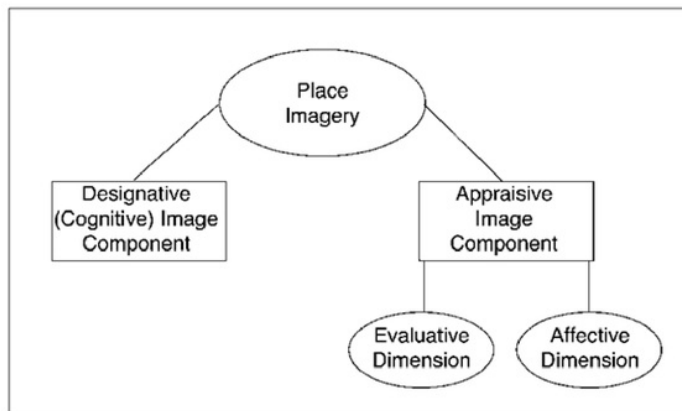 Place
Imagery
Designative
(Cognitive) Image
Component
Appraisive
Image
Component
Evaluative
Dimension
Affective
Dimension